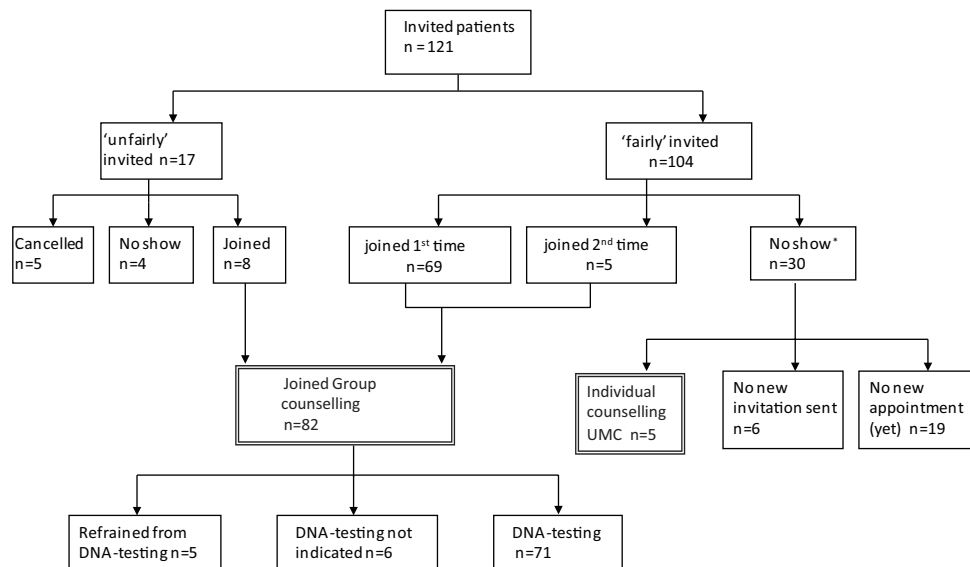 Invited patients
n = 121
‘unfairly’
invited n=17
‘fairly’ invited
n=104
Cancelled
n=5
No show
n=4
Joined
n=8
joined 1st time
n=69
joined 2nd time
n=5
No show*
n=30
Joined Group
counselling
n=82
Individual
counselling
UMC n=5
No new
invitation sent
n=6
No new
appointment
(yet) n=19
Refrained from
DNA-testing n=5
DNA-testing not
indicated n=6
DNA-testing
n=71